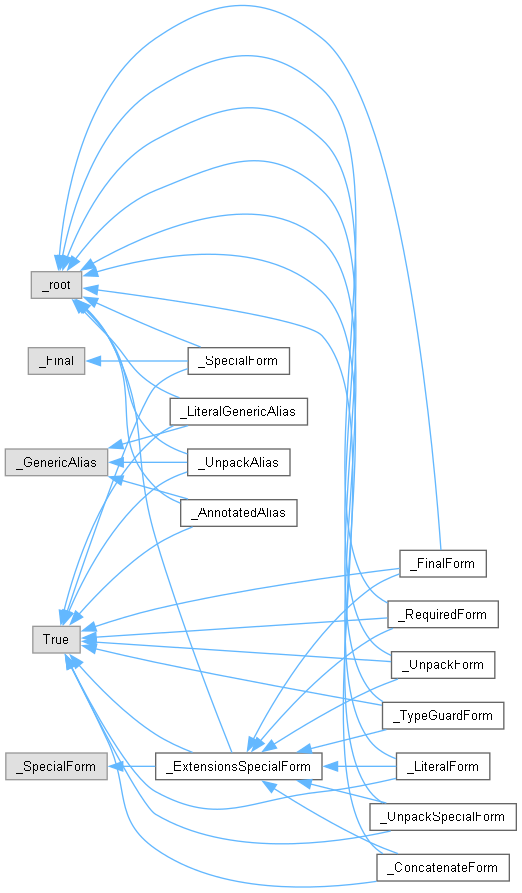 _root
_Final
_SpecialForm
_LiteralGenericAlias
_GenericAlias
_UnpackAlias
_AnnotatedAlias
_FinalForm
_RequiredForm
True
_UnpackForm
_TypeGuardForm
_SpecialForm
_ExtensionsSpecialForm
_LiteralForm
_UnpackSpecialForm
_ConcatenateForm